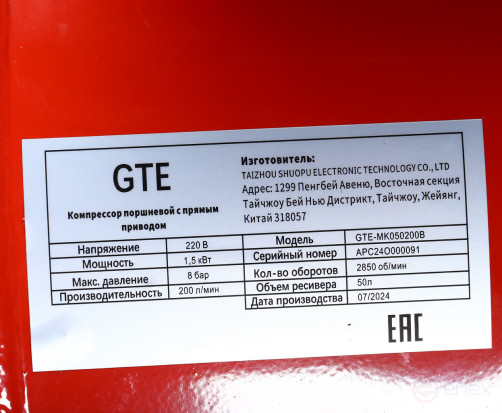 GTE
Компрессор поршневой с прямым
приводом
Изготовитель:
TAIZHOU SHUOPU ELECTRONIC TECHNOLOGY CO., LTD
Адрес: 1299 Пенгбей Авеню, Восточная секция
Тайчжоу Бей Нью Дистрикт, Тайчжоу, Жейянг,
Китай 318057
Напряжение 220 В
Мощность 1,5 кВт
Макс. давление 8 бар
Производительность 200 л/мин
Модель GTE-MK050200B
Серийный номер APC24O000091
Кол-во оборотов 2850 об/мин
Объем ресивера 50л
Дата производства 07/2024
EAC